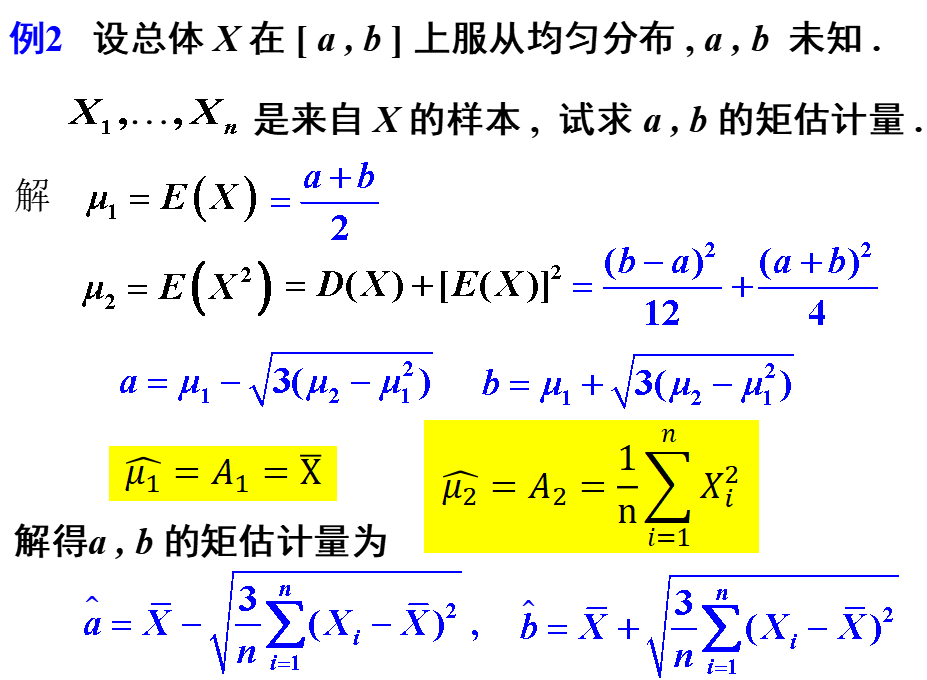 例2 设总体 X 在 [ a , b ] 上服从均匀分布 , a , b 未知 .
X₁,…,Xₙ 是来自 X 的样本 , 试求 a , b 的矩估计量 .
解 μ₁ = E(X) = (a + b)/2
μ₂ = E(X²) = D(X) + [E(X)]² = (b − a)²/12 + (a + b)²/4
a = μ₁ − √(3(μ₂ − μ₁²)) b = μ₁ + √(3(μ₂ − μ₁²))
μ̂₁ = A₁ = X̅ μ̂₂ = A₂ = (1/n) ∑ᵢ₌₁ⁿ Xᵢ²
解得a , b 的矩估计量为
â = X̅ − √((3/n) ∑ᵢ₌₁ⁿ (Xᵢ − X̅)²) , b̂ = X̅ + √((3/n) ∑ᵢ₌₁ⁿ (Xᵢ − X̅)²)